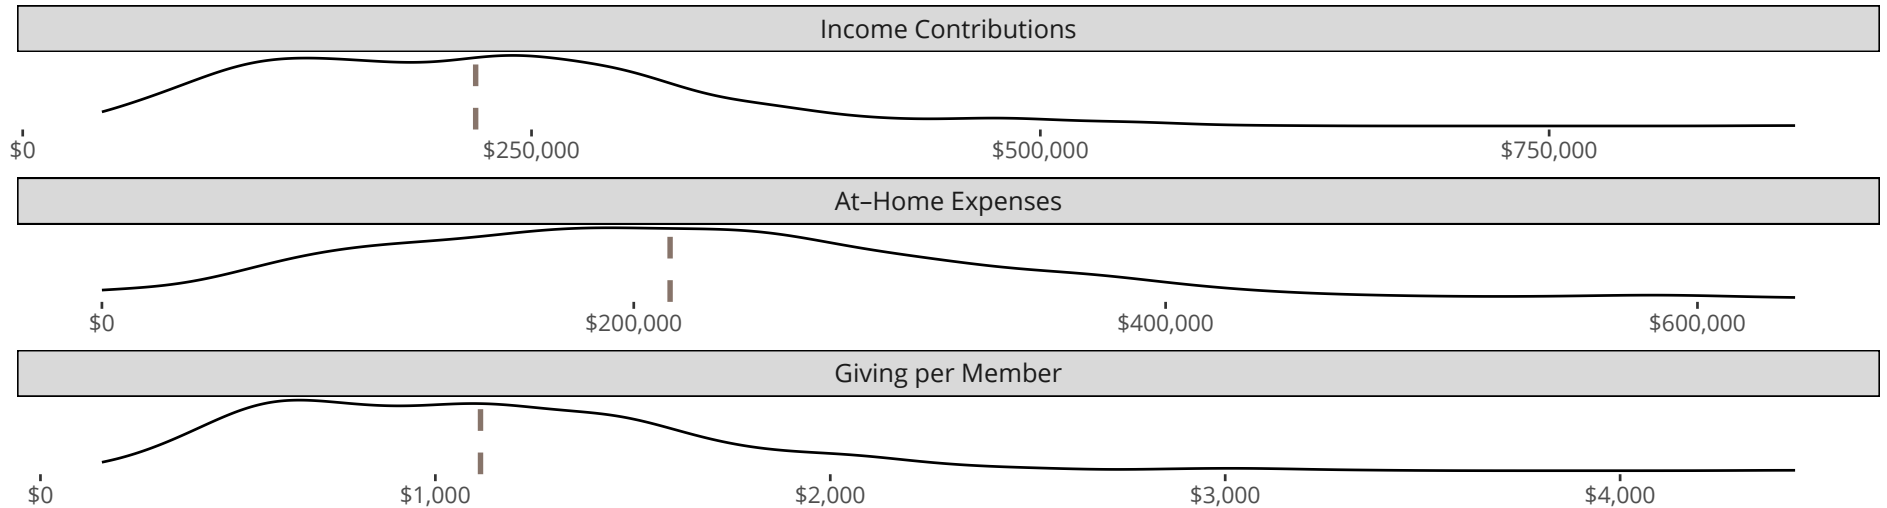 Income Contributions
$0 $250,000 $500,000 $750,000
At–Home Expenses
$0 $200,000 $400,000 $600,000
Giving per Member
$0 $1,000 $2,000 $3,000 $4,000